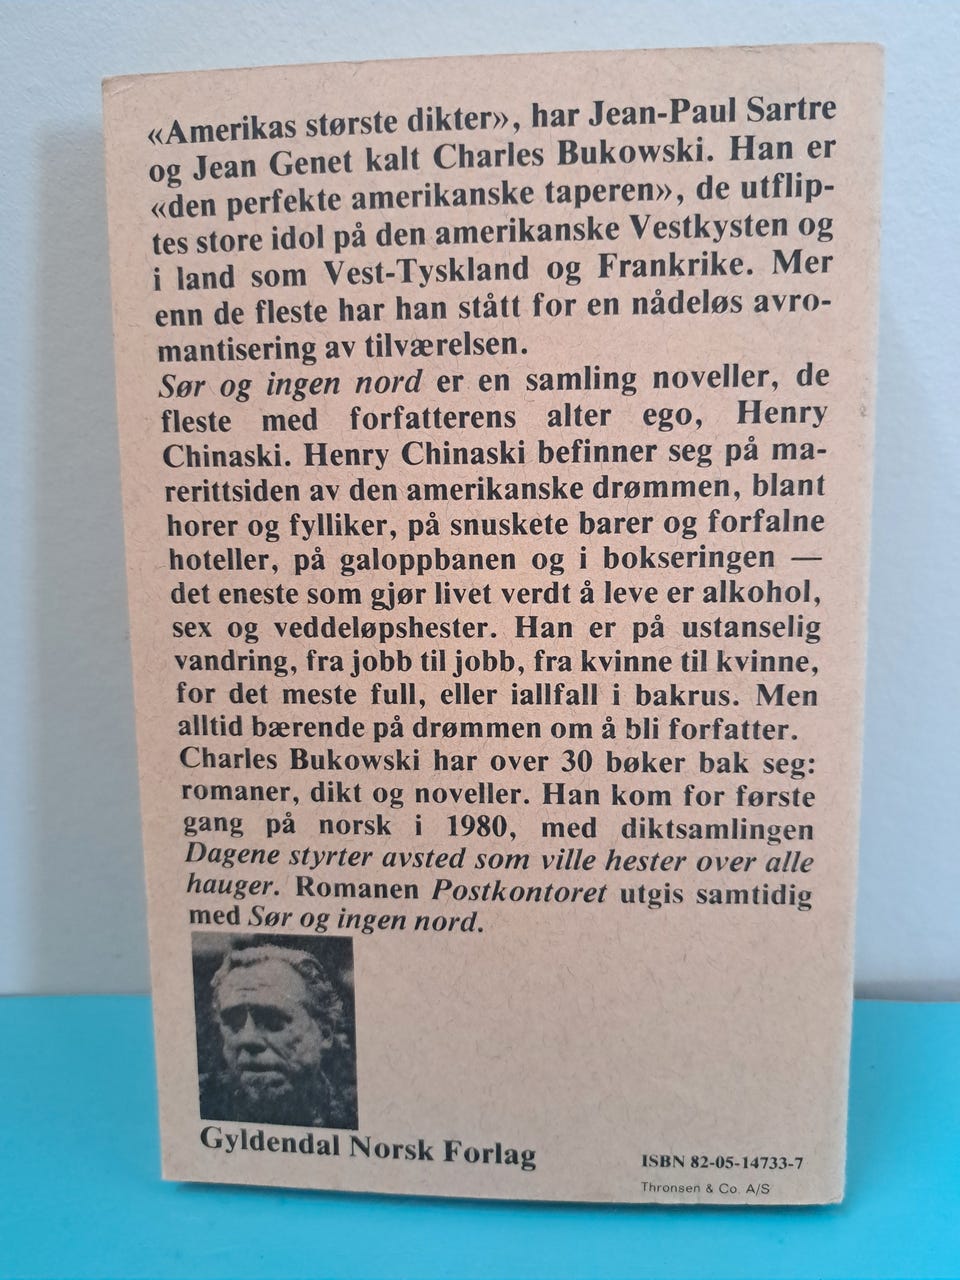 «Amerikas største dikter», har Jean-Paul Sartre
og Jean Genet kalt Charles Bukowski. Han er
«den perfekte amerikanske taperen», de utflip-
tes store idol på den amerikanske Vestkysten og
i land som Vest-Tyskland og Frankrike. Mer
enn de fleste har han stått for en nådeløs avro-
mantisering av tilværelsen.
Sør og ingen nord er en samling noveller, de
fleste med forfatterens alter ego, Henry
Chinaski. Henry Chinaski befinner seg på ma-
rerittsiden av den amerikanske drømmen, blant
horer og fylliker, på snuskete barer og forfalne
hoteller, på galoppbanen og i bokseringen —
det eneste som gjør livet verdt å leve er alkohol,
sex og veddeløpshester. Han er på ustanselig
vandring, fra jobb til jobb, fra kvinne til kvinne,
for det meste full, eller iallfall i bakrus. Men
alltid bærende på drømmen om å bli forfatter.
Charles Bukowski har over 30 bøker bak seg:
romaner, dikt og noveller. Han kom for første
gang på norsk i 1980, med diktsamlingen
Dagene styrter avsted som ville hester over alle
hauger. Romanen Postkontoret utgis samtidig
med Sør og ingen nord.
Gyldendal Norsk Forlag
ISBN 82-05-14733-7
Thronsen & Co. A/S